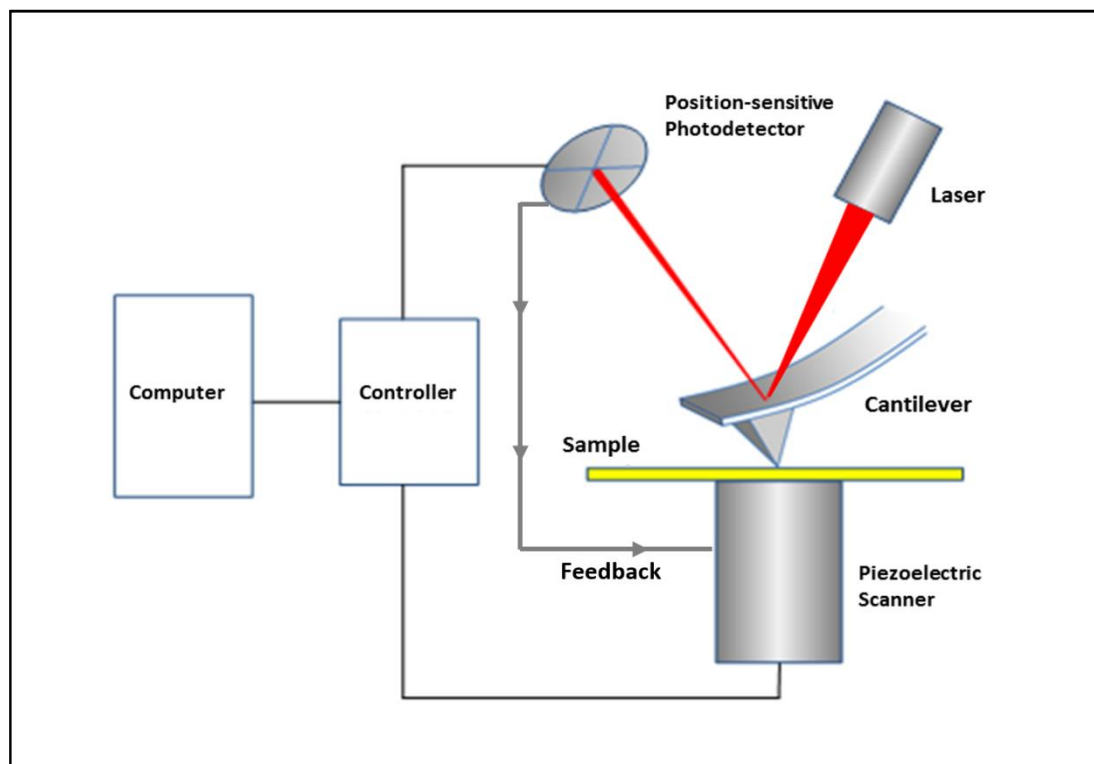 Position-sensitive
Photodetector
Laser
Computer
Controller
Cantilever
Sample
Feedback
Piezoelectric
Scanner